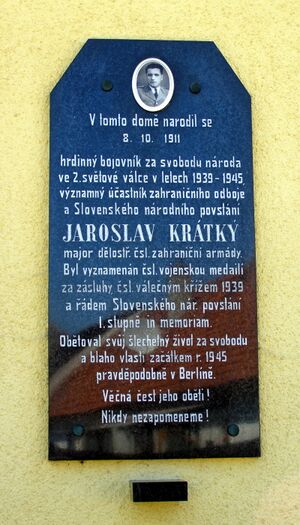 V tomto domě narodil se
8. 10. 1911
hrdinný bojovník za svobodu národa
ve 2. světové válce v letech 1939-1945,
významný účastník zahraničního odboje
a Slovenského národního povstání
JAROSLAV KRÁTKÝ
major dělostř. čsl. zahraniční armády.
Byl vyznamenán čsl. vojenskou medailí
za zásluhy, čsl. válečným křížem 1939
a řádem Slovenského nár. povstání
I. stupně in memoriam.
Obětoval svůj šlechetný život za svobodu
a blaho vlasti začátkem r. 1945
pravděpodobně v Berlíně.
Věčná čest jeho oběti!
Nikdy nezapomeneme!